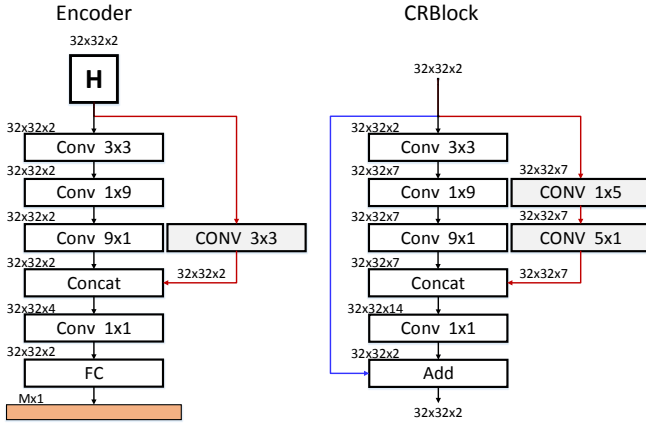 Encoder
32x32x2
H
32x32x2
Conv 3x3
32x32x2
Conv 1x9
32x32x2
Conv 9x1
CONV 3x3
32x32x2
32x32x2
Concat
32x32x4
Conv 1x1
32x32x2
FC
Mx1
CRBlock
32x32x2
32x32x2
Conv 3x3
32x32x7
32x32x7
Conv 1x9
CONV 1x5
32x32x7
32x32x7
Conv 9x1
CONV 5x1
32x32x7
32x32x7
Concat
32x32x14
Conv 1x1
32x32x2
Add
32x32x2